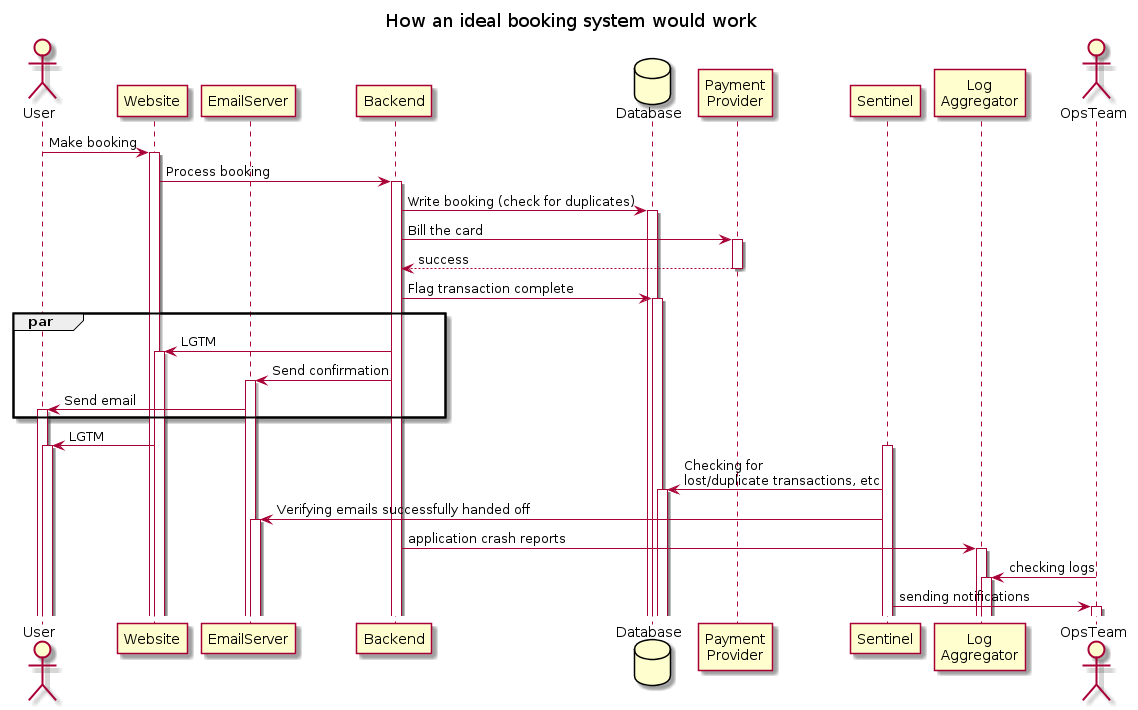 How an ideal booking system would work
User
Website
EmailServer
Backend
Database
Payment
Provider
Sentinel
Log
Aggregator
OpsTeam
Make booking
Process booking
Write booking (check for duplicates)
Bill the card
success
Flag transaction complete
par
LGTM
Send confirmation
Send email
LGTM
Checking for
lost/duplicate transactions, etc
Verifying emails successfully handed off
application crash reports
checking logs
sending notifications
User
Website
EmailServer
Backend
Database
Payment
Provider
Sentinel
Log
Aggregator
OpsTeam